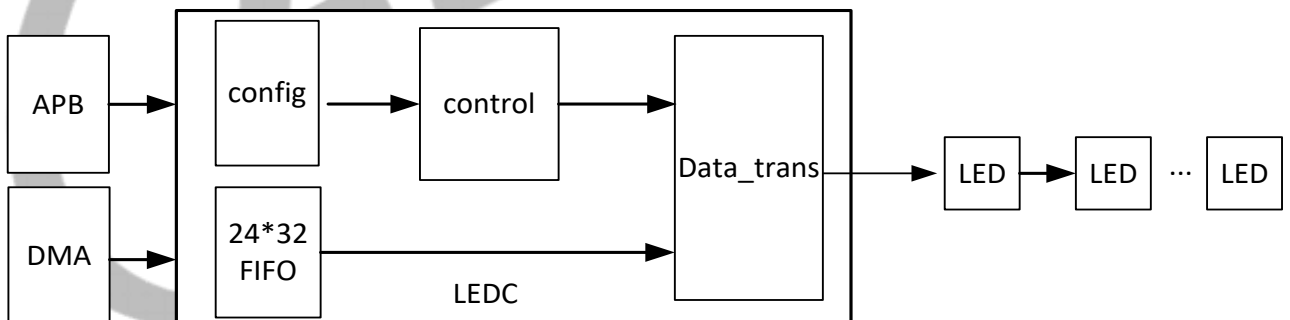 APB
config
control
Data_trans
LED
LED
...
LED
DMA
24*32
FIFO
LEDC